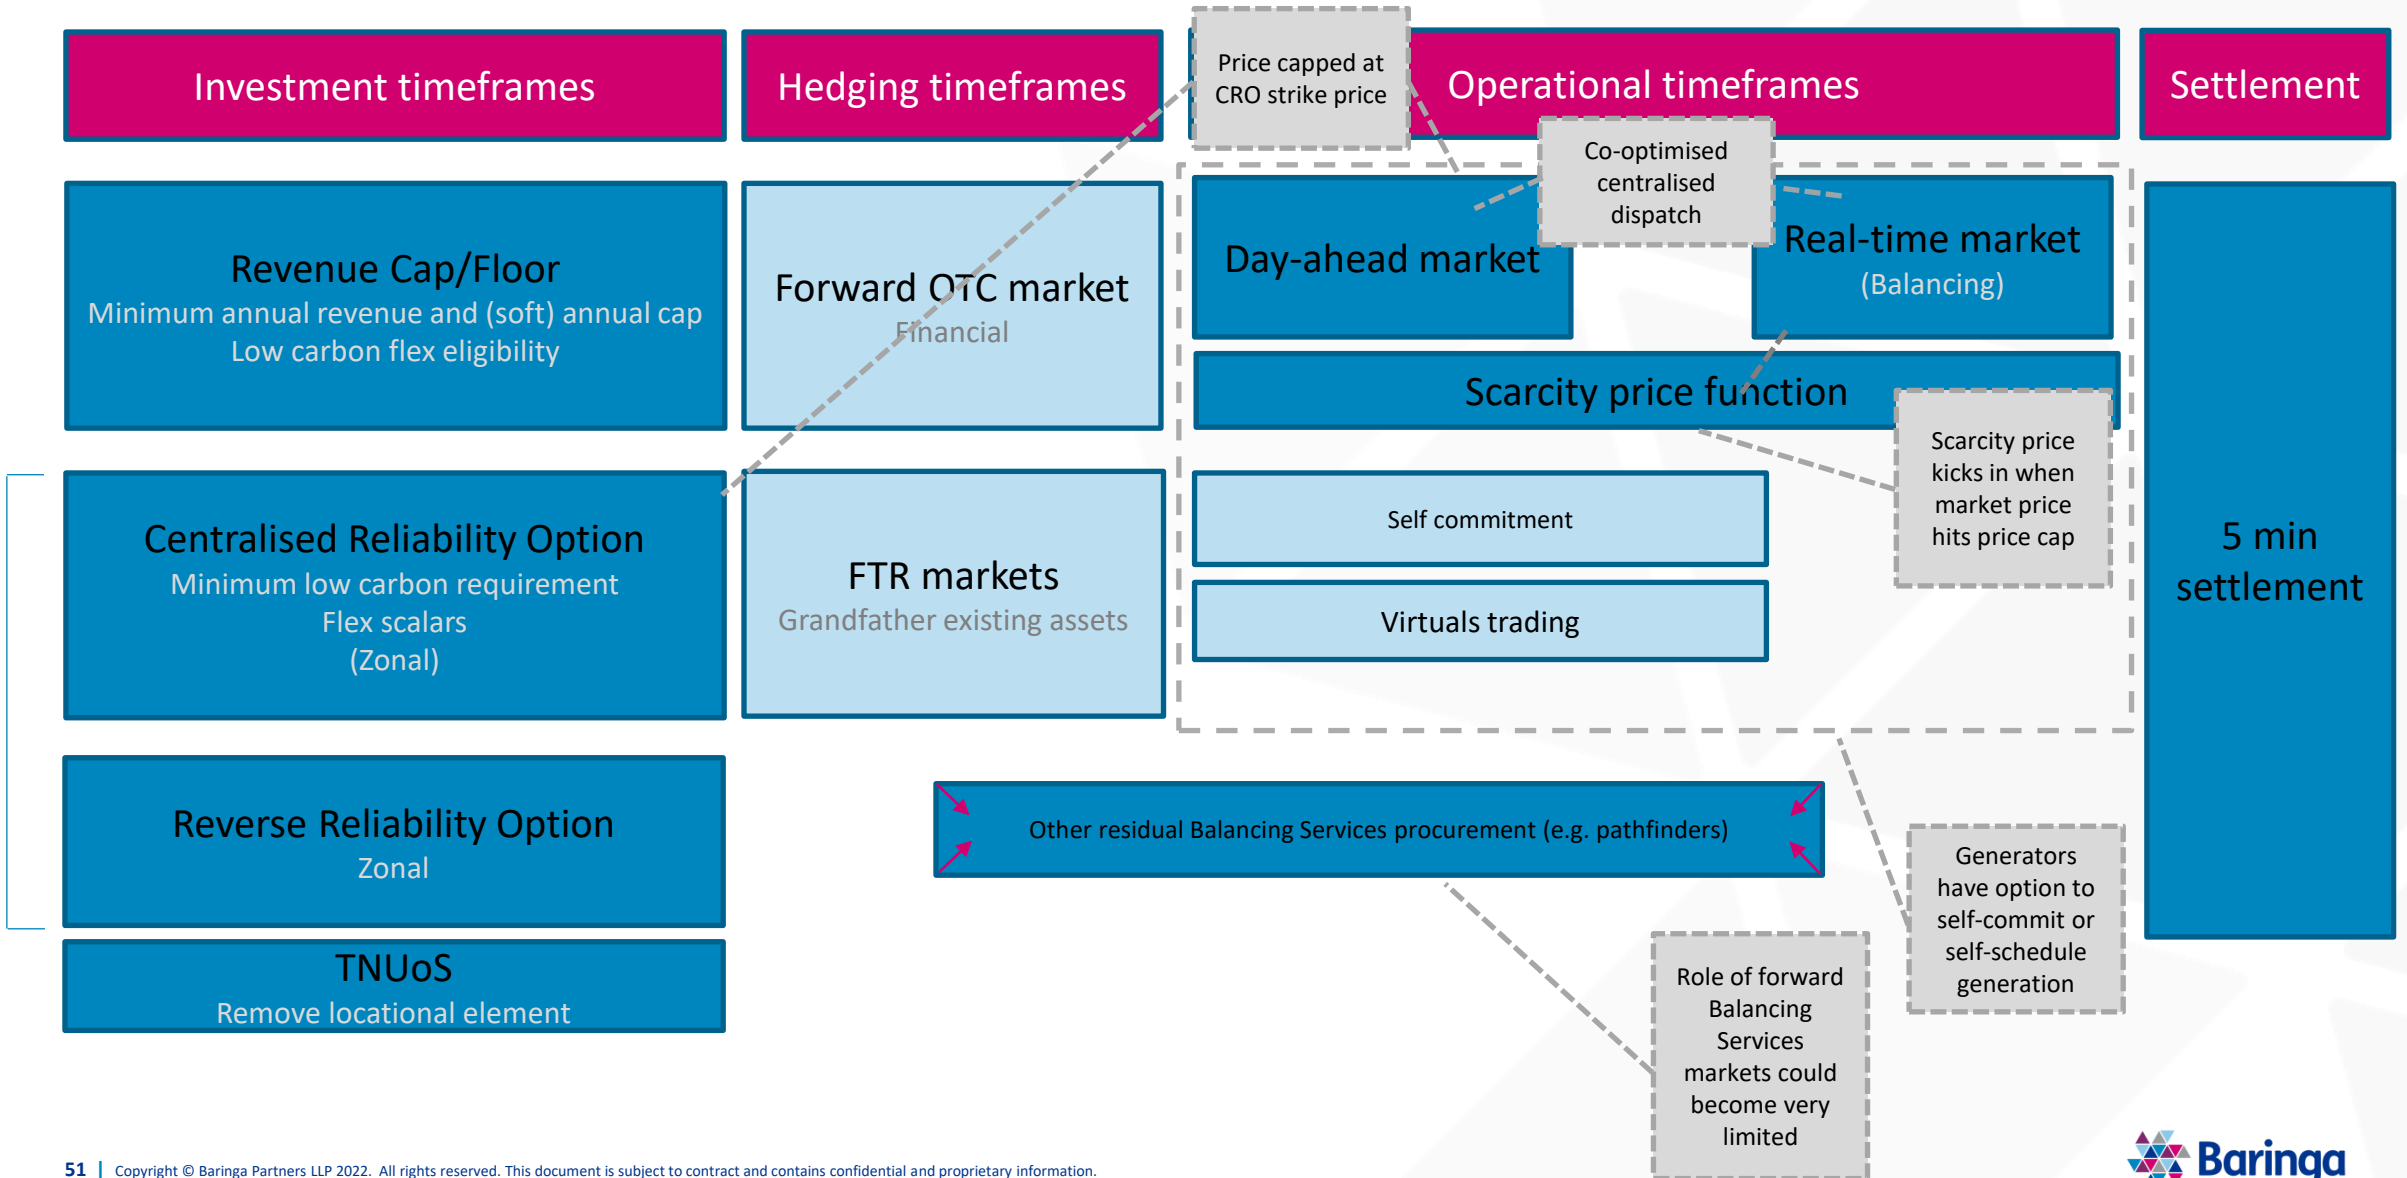 Investment timeframes
Hedging timeframes
Price capped at
CRO strike price
Operational timeframes
Settlement
Revenue Cap/Floor
Minimum annual revenue and (soft) annual cap
Low carbon flex eligibility
Forward OTC market
Financial
Day-ahead market
Co-optimised
centralised
dispatch
Real-time market
(Balancing)
Scarcity price function
Scarcity price
kicks in when
market price
hits price cap
Centralised Reliability Option
Minimum low carbon requirement
Flex scalars
(Zonal)
FTR markets
Grandfather existing assets
Self commitment
Virtuals trading
5 min
settlement
Reverse Reliability Option
Zonal
Other residual Balancing Services procurement (e.g. pathfinders)
Generators
have option to
self-commit or
self-schedule
generation
TNUoS
Remove locational element
Role of forward
Balancing
Services
markets could
become very
limited
51 | Copyright © Baringa Partners LLP 2022. All rights reserved. This document is subject to contract and contains confidential and proprietary information.
Baringa